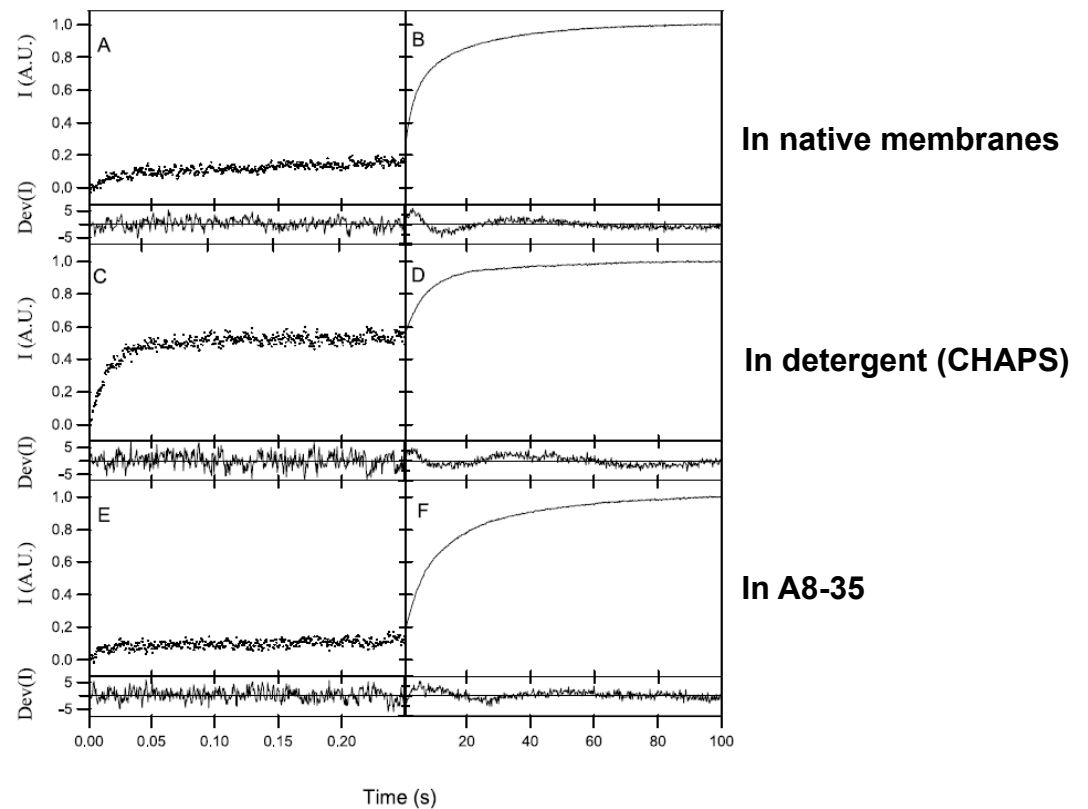 I (A.U.)
1.0
0.8
0.6
0.4
0.2
0.0
A
B
In native membranes
Dev(I)
5
-5
I (A.U.)
1.0
0.8
0.6
0.4
0.2
0.0
C
D
In detergent (CHAPS)
Dev(I)
5
-5
I (A.U.)
1.0
0.8
0.6
0.4
0.2
0.0
E
F
In A8-35
Dev(I)
5
-5
0.00 0.05 0.10 0.15 0.20 20 40 60 80 100
Time (s)